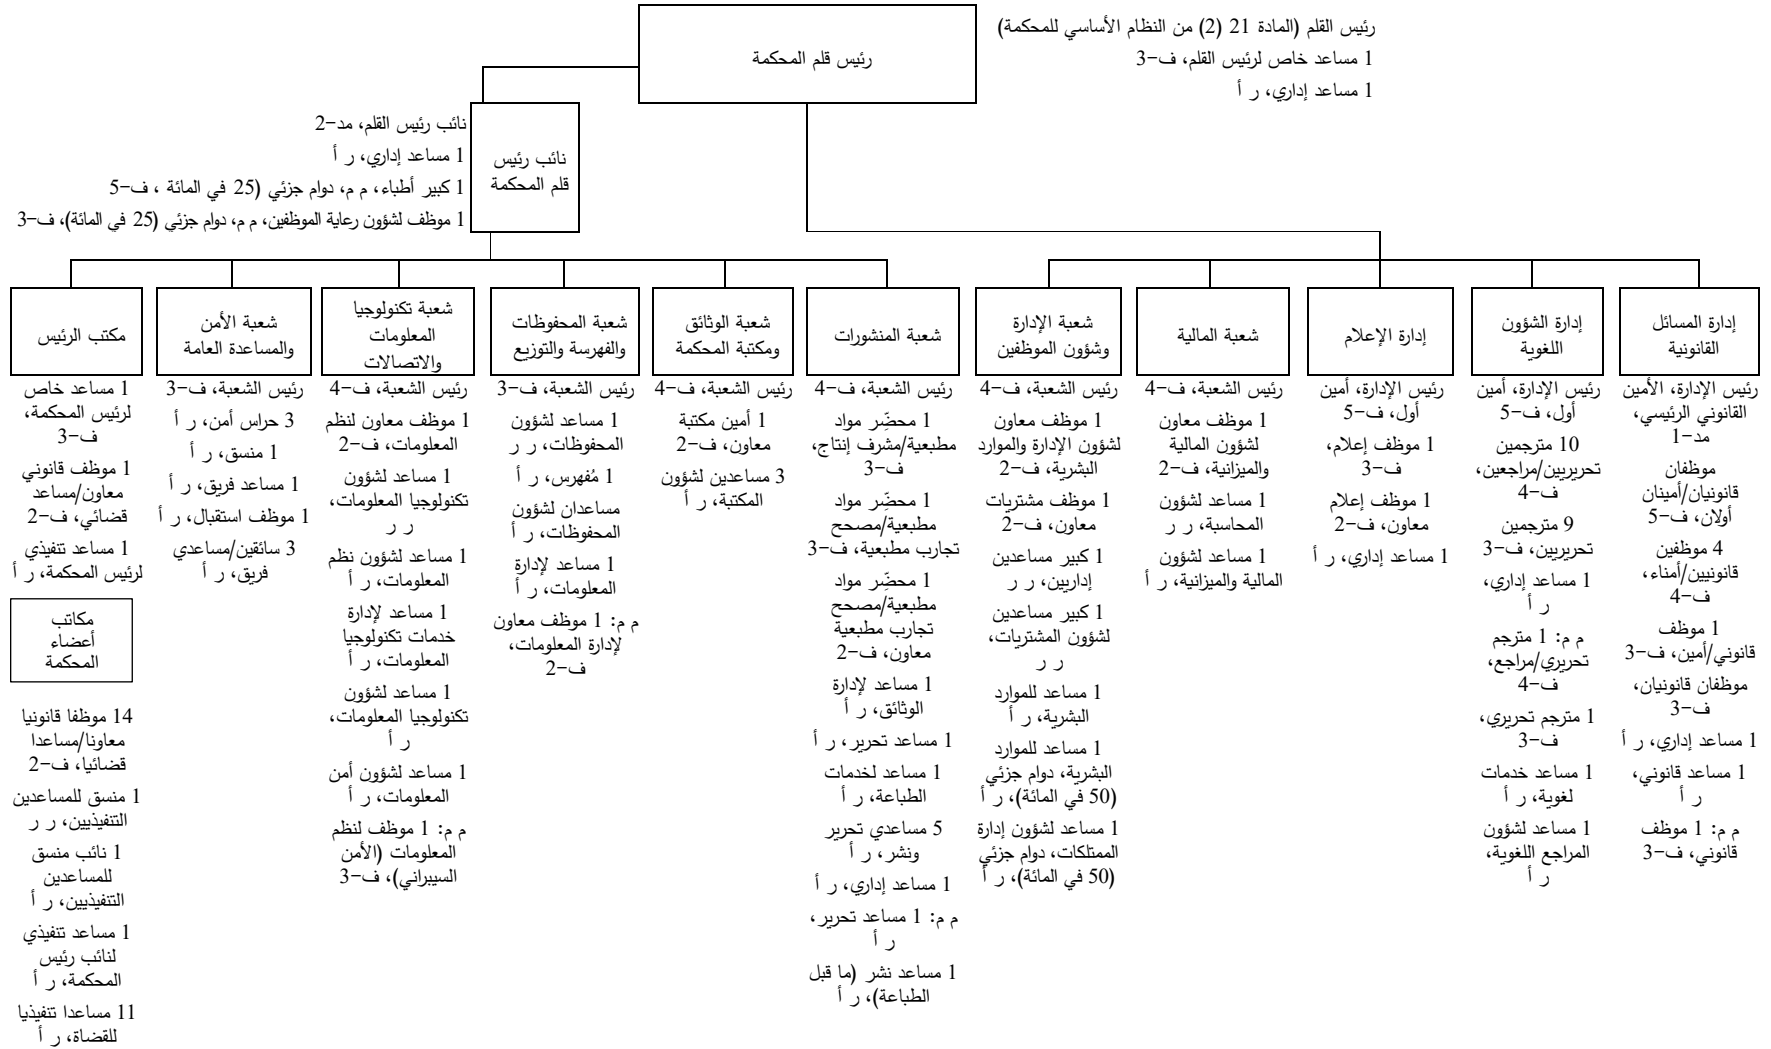 رئيس قلم المحكمة
رئيس القلم (المادة 21 (2) من النظام الأساسي للمحكمة)
1 مساعد خاص لرئيس القلم، ف-3
1 مساعد إداري، ر أ
نائب رئيس
قلم المحكمة
نائب رئيس القلم، مد-2
1 مساعد إداري، ر أ
1 كبير أطباء، م م، دوام جزئي (25 في المائة ، ف-5
1 موظف لشؤون رعاية الموظفين، م م، دوام جزئي (25 في المائة)، ف-3
إدارة المسائل
القانونية
رئيس الإدارة، الأمين
القانوني الرئيسي،
مد-1
موظفان
قانونيان/أمينان
أولان، ف-5
4 موظفين
قانونيين/أمناء،
ف-4
1 موظف
قانوني/أمين، ف-3
موظفان قانونيان،
ف-3
1 مساعد إداري، ر أ
1 مساعد قانوني،
ر أ
م م: 1 موظف
قانوني، ف-3
إدارة الشؤون
اللغوية
رئيس الإدارة، أمين
أول، ف-5
10 مترجمين
تحريريين/مراجعين،
ف-4
9 مترجمين
تحريريين، ف-3
1 مساعد إداري،
ر أ
م م: 1 مترجم
تحريري/مراجع،
ف-4
1 مترجم تحريري،
ف-3
1 مساعد خدمات
لغوية، ر أ
1 مساعد لشؤون
المراجع اللغوية،
ر أ
إدارة الإعلام
رئيس الإدارة، أمين
أول، ف-5
1 موظف إعلام،
ف-3
1 موظف إعلام
معاون، ف-2
1 مساعد إداري، ر أ
شعبة المالية
رئيس الشعبة، ف-4
1 موظف معاون
لشؤون المالية
والميزانية، ف-2
1 مساعد لشؤون
المحاسبة، ر ر
1 مساعد لشؤون
المالية والميزانية، ر أ
شعبة الإدارة
وشؤون الموظفين
رئيس الشعبة، ف-4
1 موظف معاون
لشؤون الإدارة والموارد
البشرية، ف-2
1 موظف مشتريات
معاون، ف-2
1 كبير مساعدين
إداريين، ر ر
1 كبير مساعدين
لشؤون المشتريات،
ر ر
1 مساعد للموارد
البشرية، ر أ
1 مساعد للموارد
البشرية، دوام جزئي
(50 في المائة)، ر أ
1 مساعد لشؤون إدارة
الممتلكات، دوام جزئي
(50 في المائة)، ر أ
شعبة المنشورات
رئيس الشعبة، ف-4
1 محضِّر مواد
مطبعية/مشرف إنتاج،
ف-3
1 محضِّر مواد
مطبعية/مصحح
تجارب مطبعية، ف-3
1 محضِّر مواد
مطبعية/مصحح
تجارب مطبعية
معاون، ف-2
1 مساعد لإدارة
الوثائق، ر أ
1 مساعد تحرير، ر أ
1 مساعد لخدمات
الطباعة، ر أ
5 مساعدي تحرير
ونشر، ر أ
1 مساعد إداري، ر أ
م م: 1 مساعد تحرير،
ر أ
1 مساعد نشر (ما قبل
الطباعة)، ر أ
شعبة الوثائق
ومكتبة المحكمة
رئيس الشعبة، ف-4
1 أمين مكتبة
معاون، ف-2
3 مساعدين لشؤون
المكتبة، ر أ
شعبة المحفوظات
والفهرسة والتوزيع
رئيس الشعبة، ف-3
1 مساعد لشؤون
المحفوظات، ر ر
1 مُفهرس، ر أ
مساعدان لشؤون
المحفوظات، ر أ
1 مساعد لإدارة
المعلومات، ر أ
م م: 1 موظف معاون
لإدارة المعلومات،
ف-2
شعبة تكنولوجيا
المعلومات
والاتصالات
رئيس الشعبة، ف-4
1 موظف معاون لنظم
المعلومات، ف-2
1 مساعد لشؤون
تكنولوجيا المعلومات،
ر ر
1 مساعد لشؤون نظم
المعلومات، ر أ
1 مساعد لإدارة
خدمات تكنولوجيا
المعلومات، ر أ
1 مساعد لشؤون
تكنولوجيا المعلومات،
ر أ
1 مساعد لشؤون أمن
المعلومات، ر أ
م م: 1 موظف لنظم
المعلومات (الأمن
السيبراني)، ف-3
شعبة الأمن
والمساعدة العامة
رئيس الشعبة، ف-3
3 حراس أمن، ر أ
1 منسق، ر أ
1 مساعد فريق، ر أ
1 موظف استقبال، ر أ
3 سائقين/مساعدي
فريق، ر أ
مكتب الرئيس
1 مساعد خاص
لرئيس المحكمة،
ف-3
1 موظف قانوني
معاون/مساعد
قضائي، ف-2
1 مساعد تنفيذي
لرئيس المحكمة، ر أ
مكاتب
أعضاء
المحكمة
14 موظفا قانونيا
معاونا/مساعدا
قضائيا، ف-2
1 منسق للمساعدين
التنفيذيين، ر ر
1 نائب منسق
للمساعدين
التنفيذيين، ر أ
1 مساعد تنفيذي
لنائب رئيس
المحكمة، ر أ
11 مساعدا تنفيذيا
للقضاة، ر أ